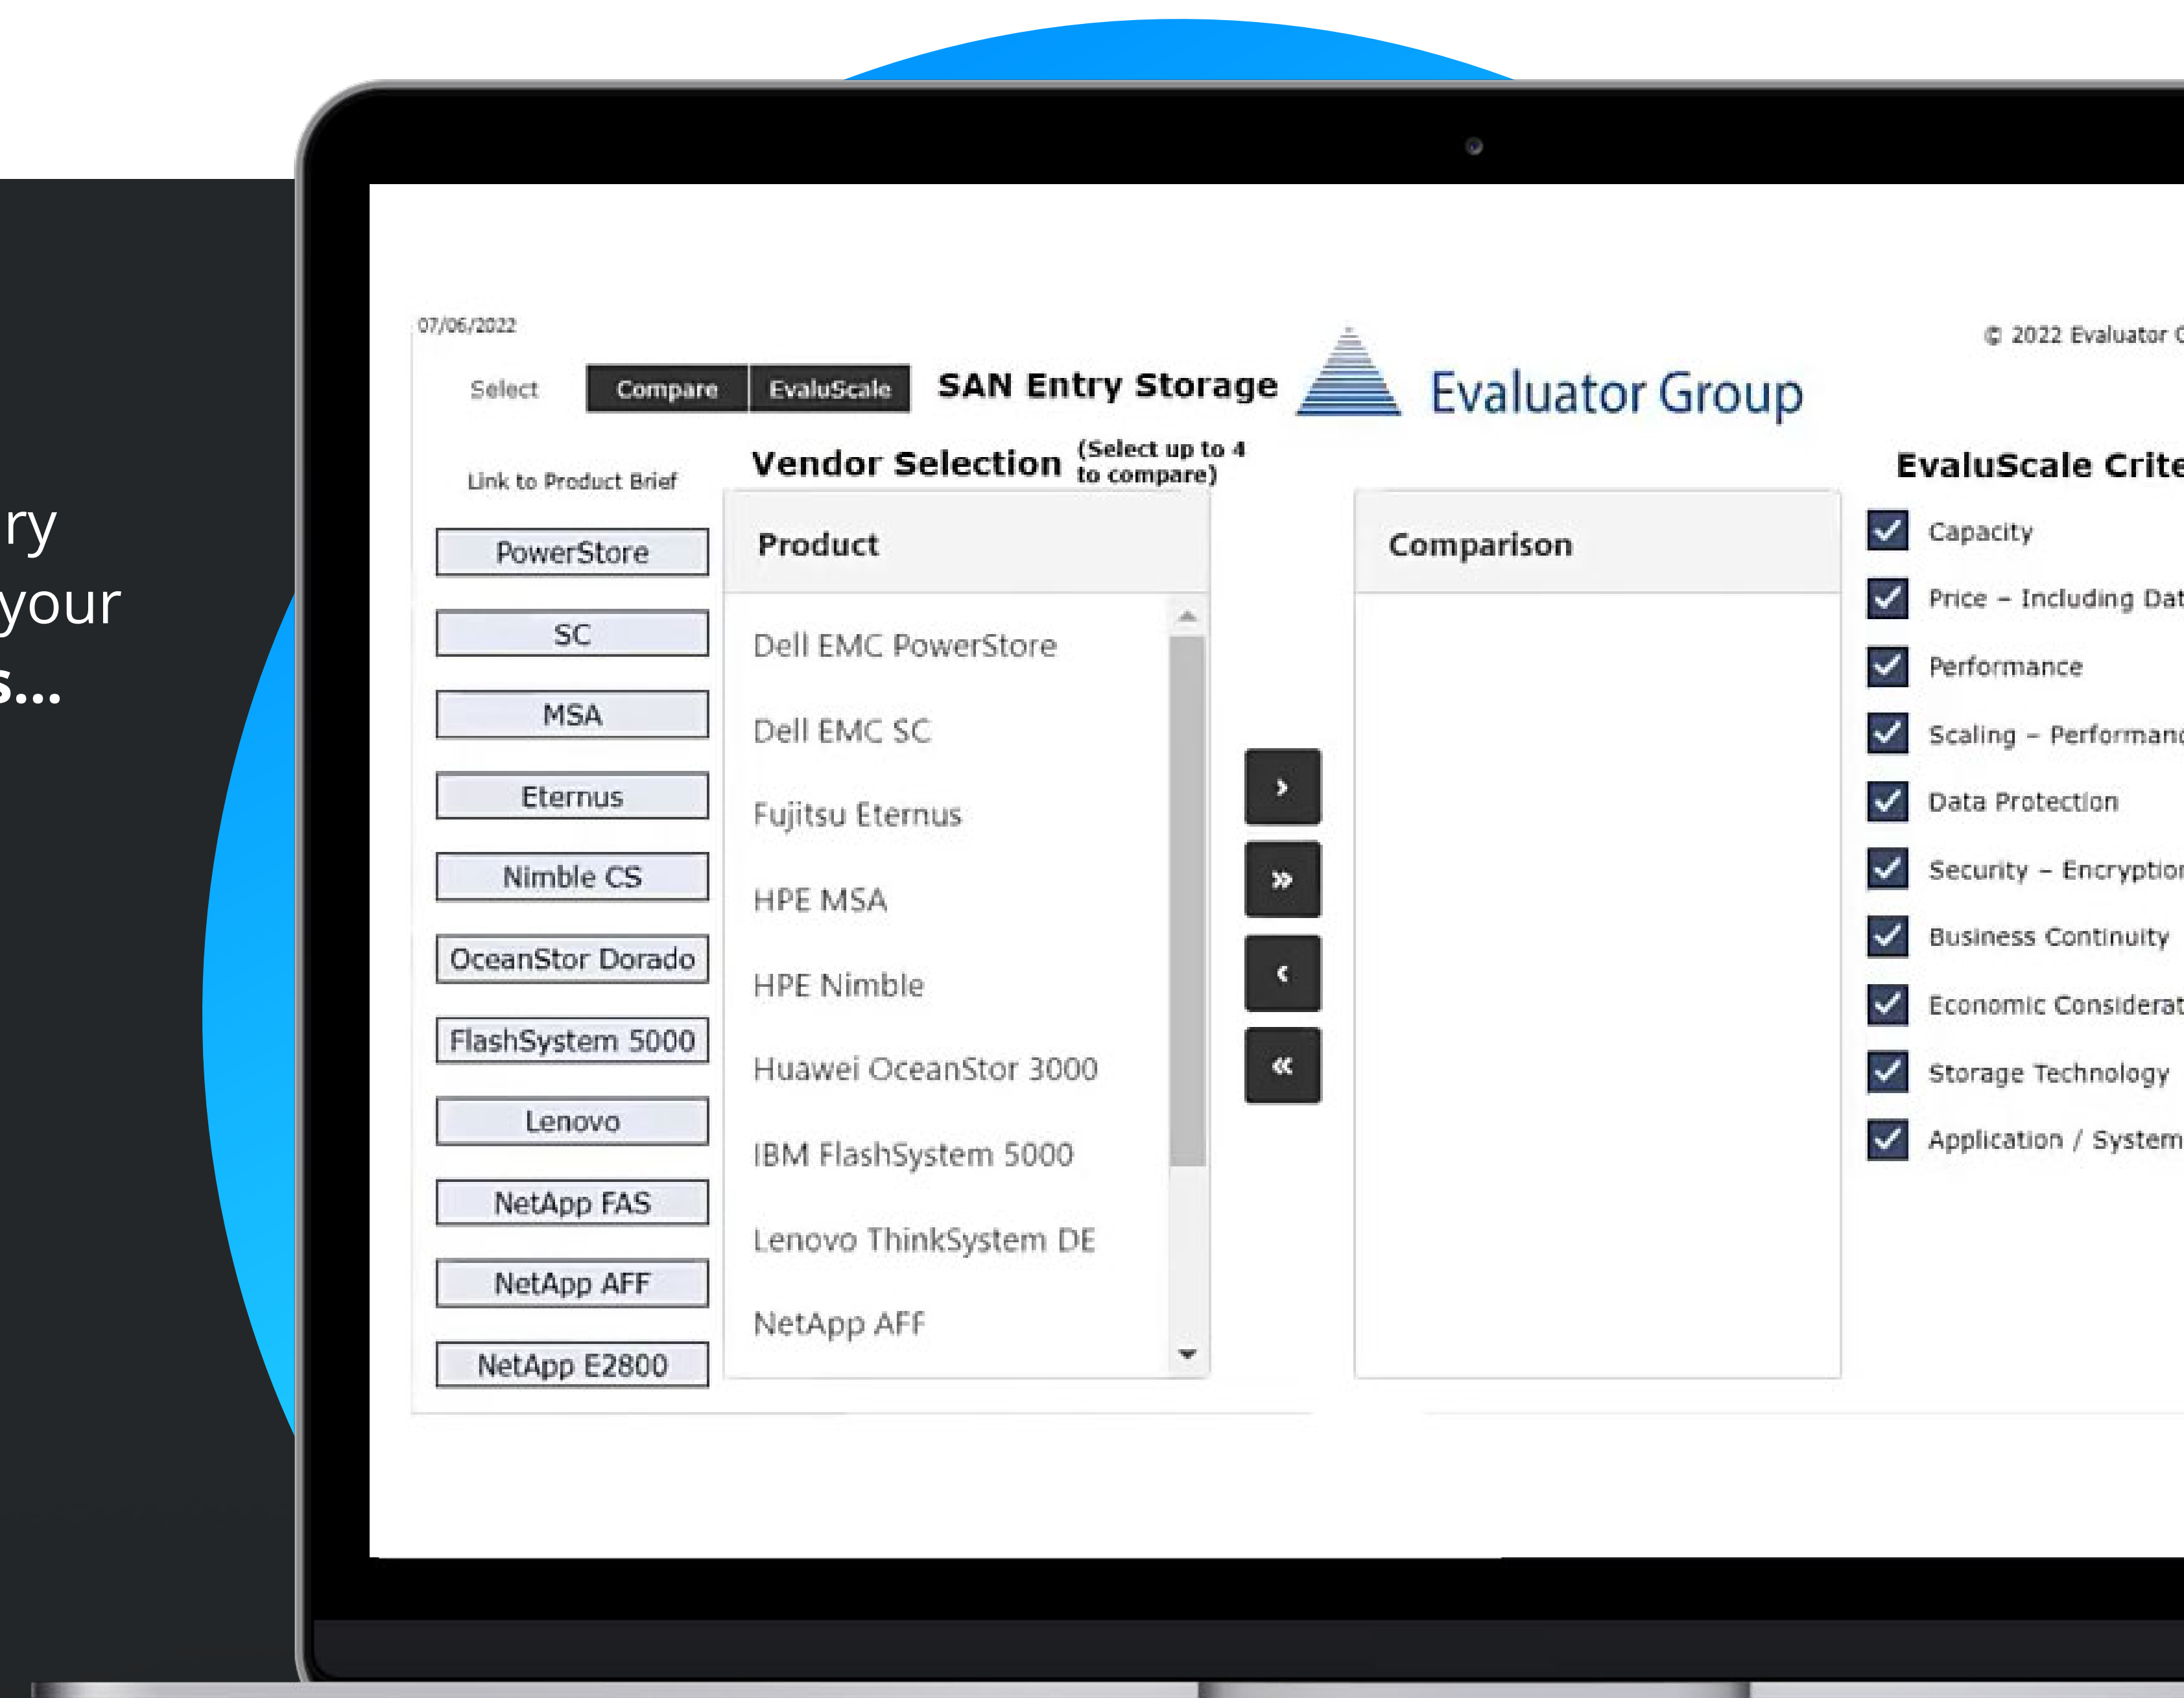 ry
your
s...
07/06/2022
© 2022 Evaluator
Select
Compare
EvaluScale
SAN Entry Storage
Evaluator Group
Link to Product Brief
Vendor Selection
(Select up to 4
to compare)
EvaluScale Crite
PowerStore
SC
MSA
Eternus
Nimble CS
OceanStor Dorado
FlashSystem 5000
Lenovo
NetApp FAS
NetApp AFF
NetApp E2800
Product
Dell EMC PowerStore
Dell EMC SC
Fujitsu Eternus
HPE MSA
HPE Nimble
Huawei OceanStor 3000
IBM FlashSystem 5000
Lenovo ThinkSystem DE
NetApp AFF
Comparison
Capacity
Price – Including Dat
Performance
Scaling – Performanc
Data Protection
Security – Encryption
Business Continuity
Economic Considerat
Storage Technology
Application / System